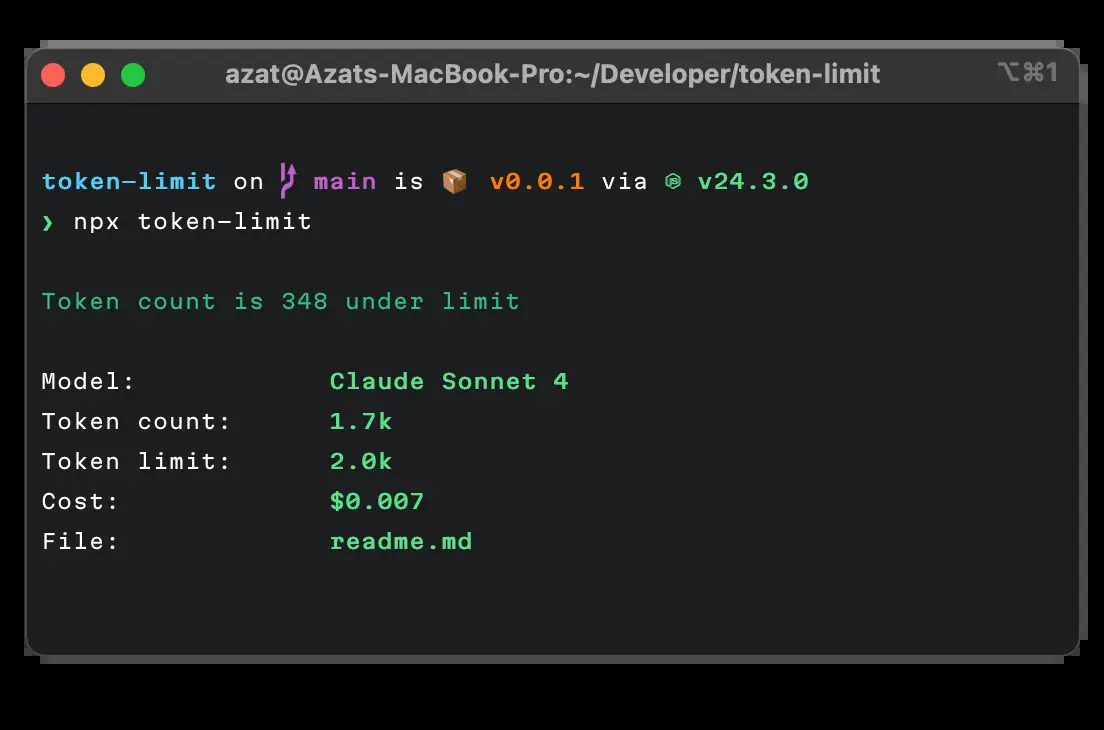 azat@Azats-MacBook-Pro:~/Developer/token-limit ⌥⌘1
token-limit on main is 📦 v0.0.1 via v24.3.0
❯ npx token-limit
Token count is 348 under limit
Model: Claude Sonnet 4
Token count: 1.7k
Token limit: 2.0k
Cost: $0.007
File: readme.md